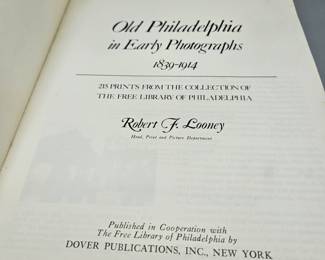 Old Philadelphia
in Early Photographs
1839-1914
215 PRINTS FROM THE COLLECTION OF
THE FREE LIBRARY OF PHILADELPHIA
Robert F. Looney
Head, Print and Picture Department
Published in Cooperation with
The Free Library of Philadelphia by
DOVER PUBLICATIONS, INC., NEW YORK